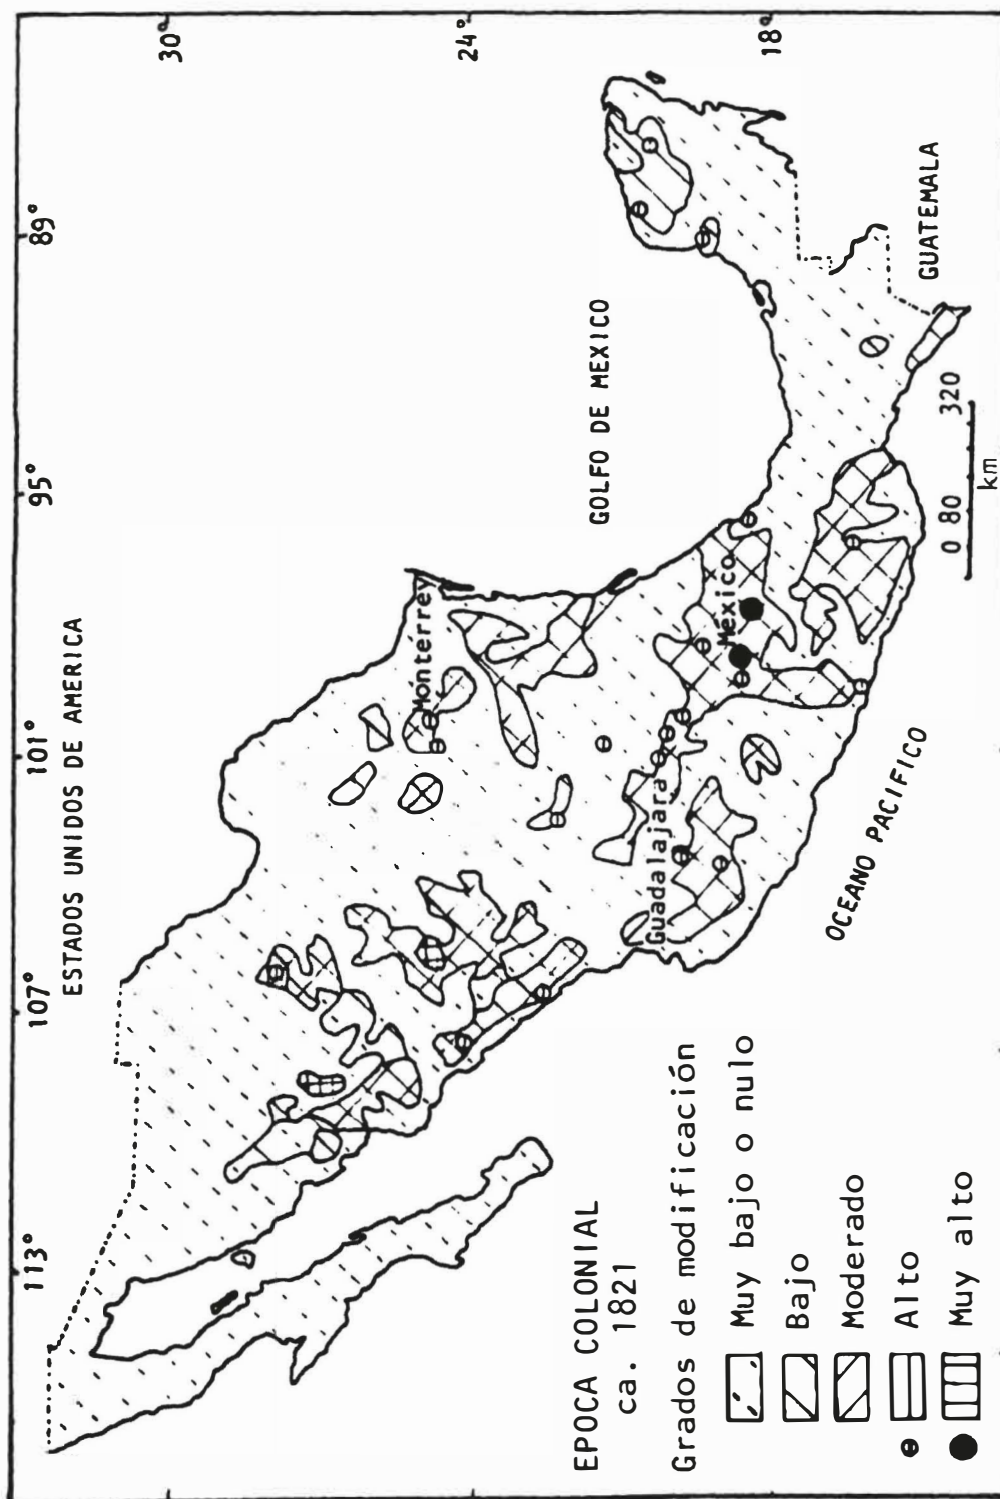 ESTADOS UNIDOS DE AMERICA
113°
107°
101°
95°
89°
30°
24°
18°
Monterrey
GOLFO DE MEXICO
Guadalajara
México
OCEANO PACIFICO
GUATEMALA
0 80 320
km
EPOCA COLONIAL
ca. 1821
Grados de modificación
Muy bajo o nulo
Bajo
Moderado
Alto
Muy alto